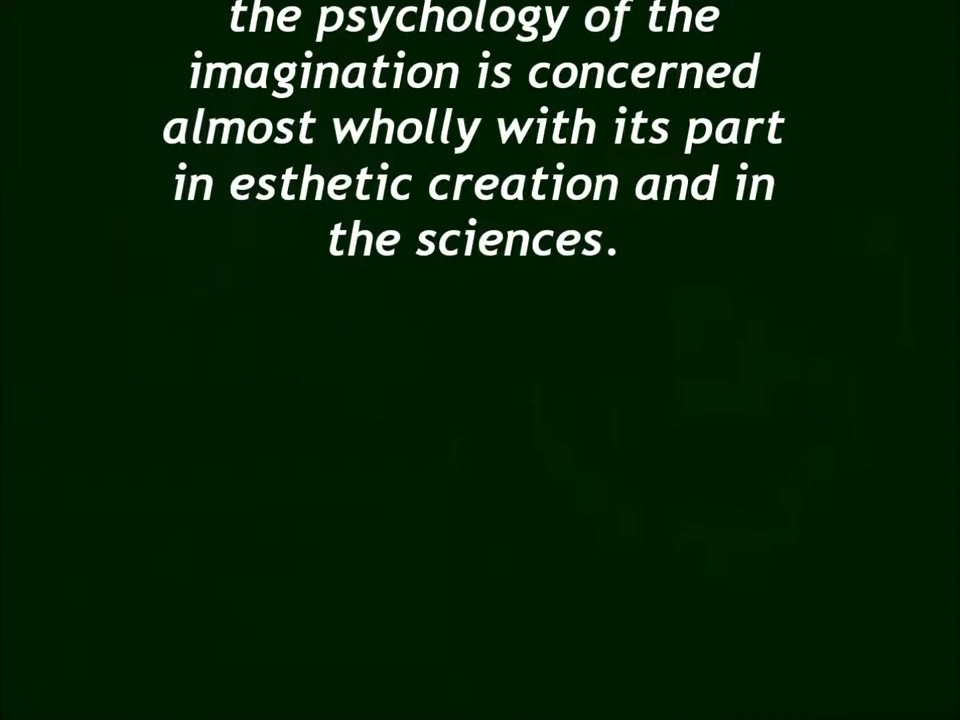 the psychology of the
imagination is concerned
almost wholly with its part
in esthetic creation and in
the sciences.